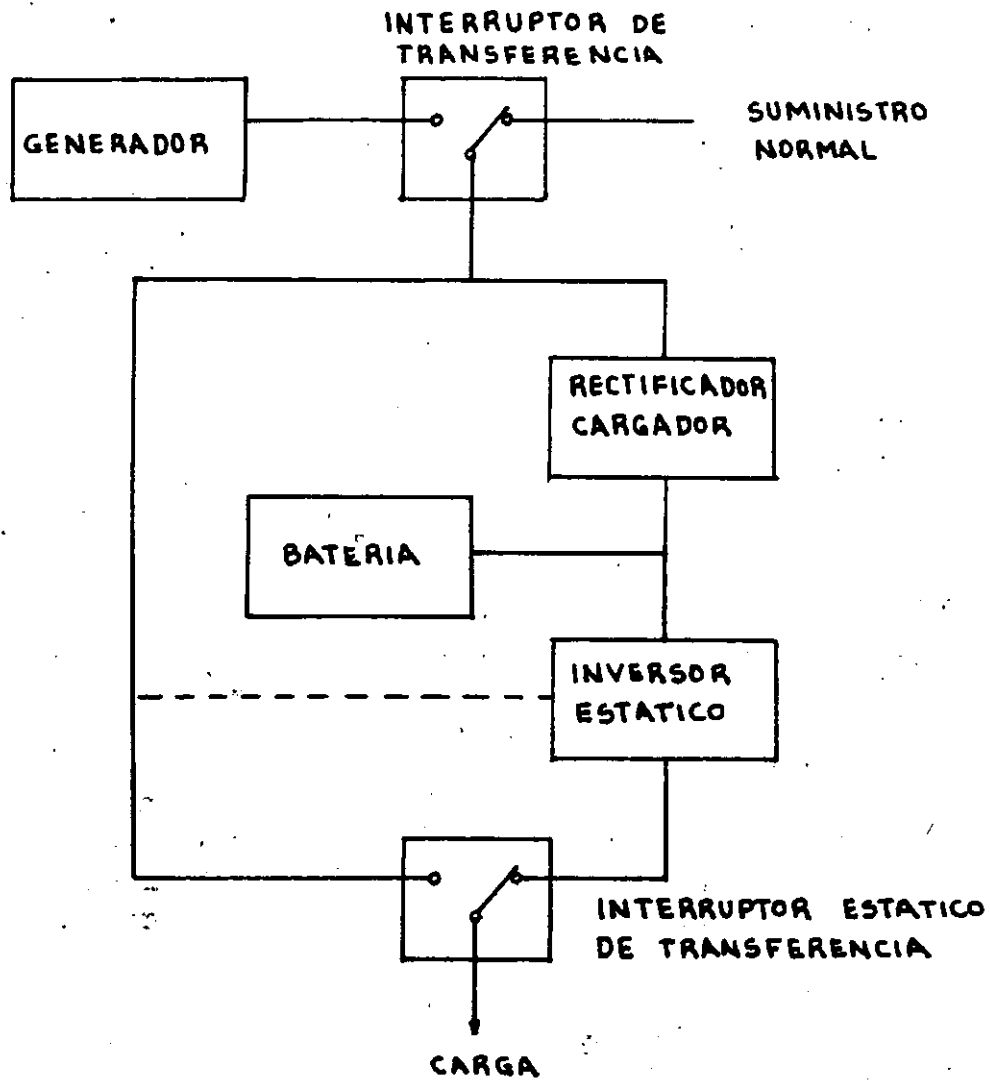 INTERRUPTOR DE
TRANSFERENCIA
GENERADOR
SUMINISTRO
NORMAL
RECTIFICADOR
CARGADOR
BATERIA
INVERSOR
ESTATICO
INTERRUPTOR ESTATICO
DE TRANSFERENCIA
CARGA